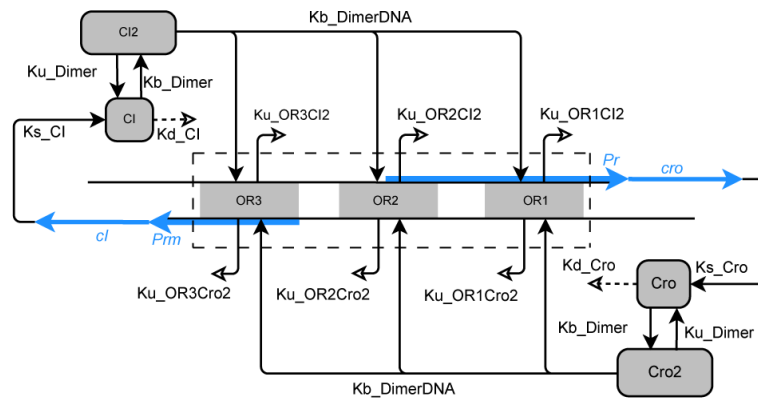 Kb_DimerDNA
CI2
Ku_Dimer
Kb_Dimer
CI
Ks_CI
Kd_CI
Ku_OR3CI2
Ku_OR2CI2
Ku_OR1CI2
Pr
cro
OR3
OR2
OR1
cI
Prm
Ku_OR3Cro2
Ku_OR2Cro2
Ku_OR1Cro2
Kd_Cro
Cro
Ks_Cro
Kb_Dimer
Ku_Dimer
Cro2
Kb_DimerDNA